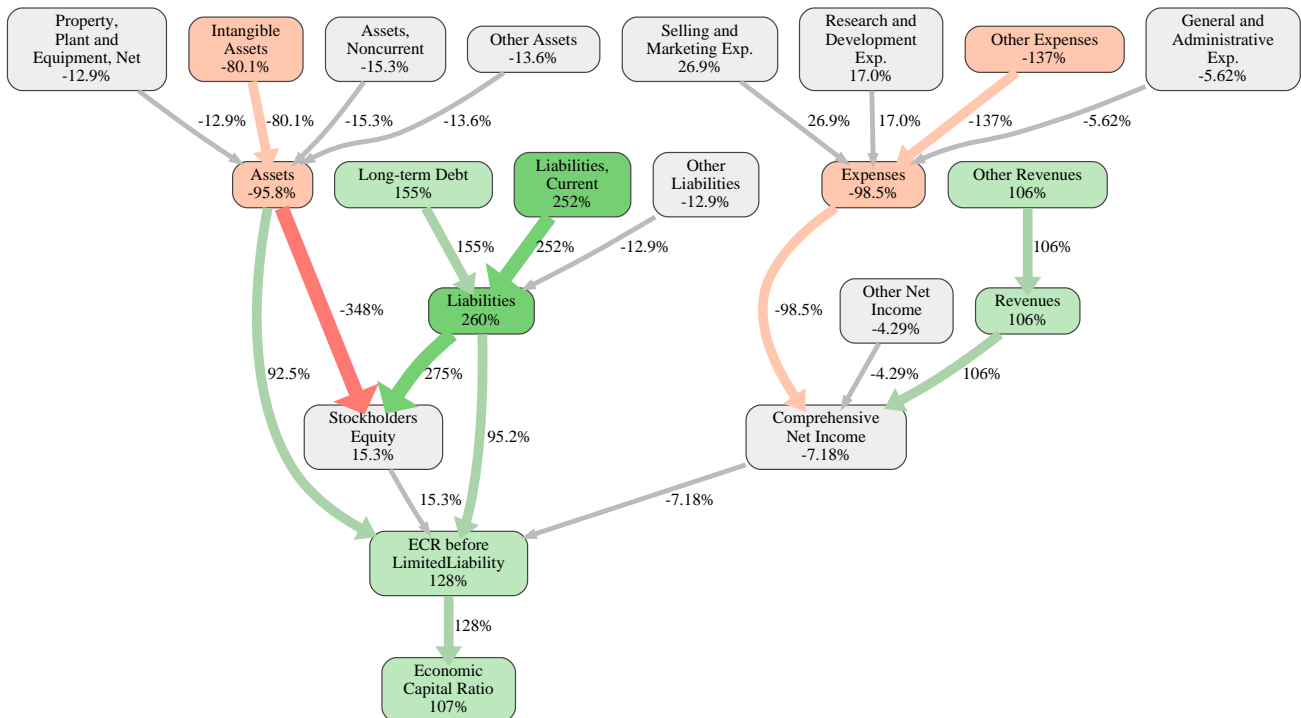 Property,
Plant and
Equipment, Net
-12.9%
Intangible
Assets
-80.1%
Assets,
Noncurrent
-15.3%
Other Assets
-13.6%
Selling and
Marketing Exp.
26.9%
Research and
Development
Exp.
17.0%
Other Expenses
-137%
General and
Administrative
Exp.
-5.62%
-12.9%
-80.1%
-15.3%
-13.6%
26.9%
17.0%
-137%
-5.62%
Assets
-95.8%
Long-term Debt
155%
Liabilities,
Current
252%
Other
Liabilities
-12.9%
Expenses
-98.5%
Other Revenues
106%
155%
252%
-12.9%
106%
Liabilities
260%
Other Net
Income
-4.29%
Revenues
106%
-348%
-98.5%
92.5%
275%
-4.29%
106%
Stockholders
Equity
15.3%
Comprehensive
Net Income
-7.18%
95.2%
15.3%
-7.18%
ECR before
LimitedLiability
128%
128%
Economic
Capital Ratio
107%